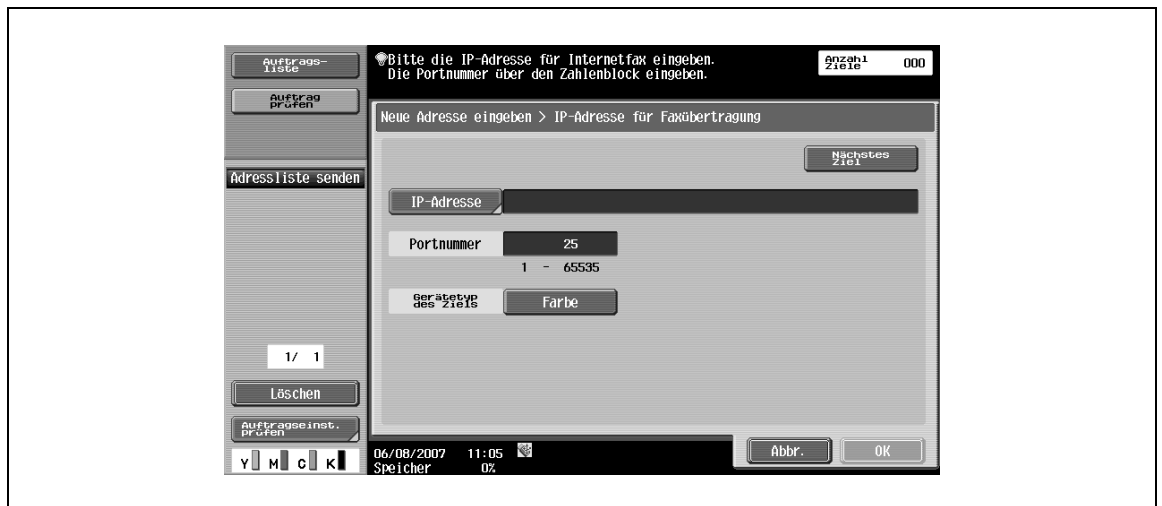 Auftrags-
liste
Auftrag
prüfen
Adressliste senden
1/ 1
Löschen
Auftragseinst.
prüfen
Y M C K
Bitte die IP-Adresse für Internetfax eingeben.
Die Portnummer über den Zahlenblock eingeben.
Anzahl
Ziele 000
Neue Adresse eingeben > IP-Adresse für Faxübertragung
Nächstes
Ziel
IP-Adresse
Portnummer 25
1 - 65535
Gerätetyp
des Ziels Farbe
06/08/2007 11:05
Speicher 0%
Abbr. OK